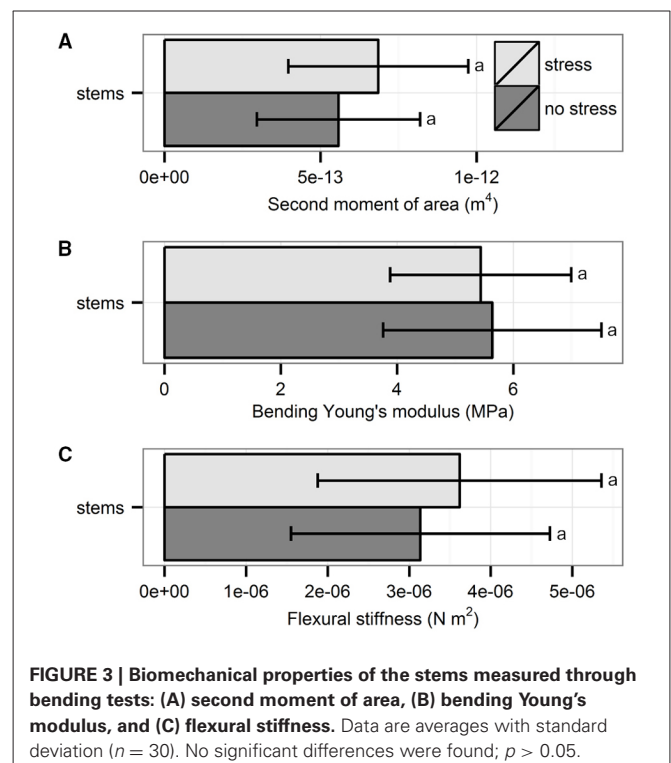 A
stress
a
stems
no stress
a
0e+00 5e-13 1e-12
Second moment of area (m⁴)
B
a
stems
a
0 2 4 6
Bending Young's modulus (MPa)
C
a
stems
a
0e+00 1e-06 2e-06 3e-06 4e-06 5e-06
Flexural stiffness (N m²)
FIGURE 3 | Biomechanical properties of the stems measured through
bending tests: (A) second moment of area, (B) bending Young's
modulus, and (C) flexural stiffness. Data are averages with standard
deviation (n = 30). No significant differences were found; p > 0.05.